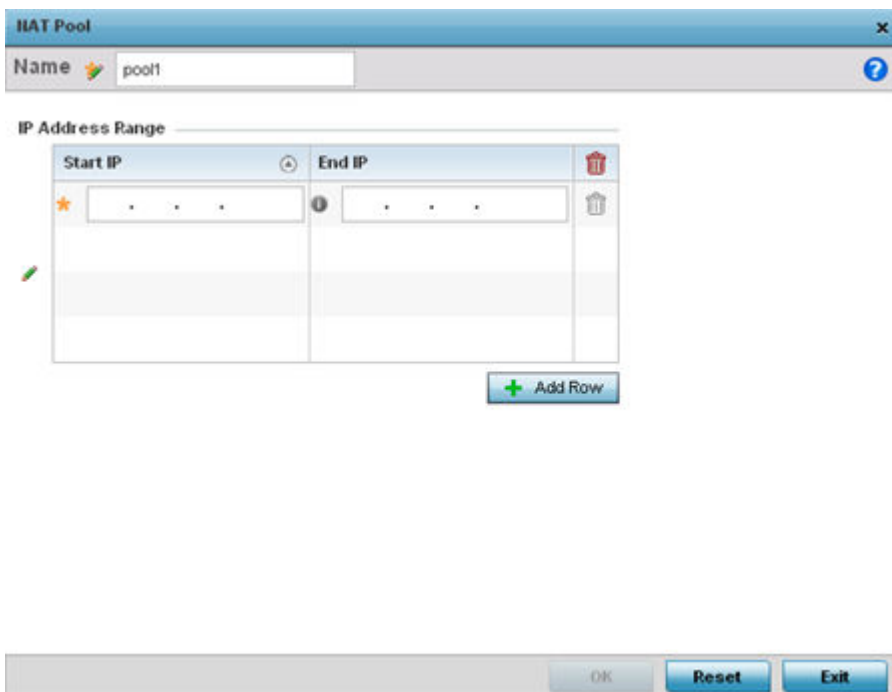 NAT Pool
Name pool1
IP Address Range
Start IP End IP
. . . . . .
Add Row
OK Reset Exit